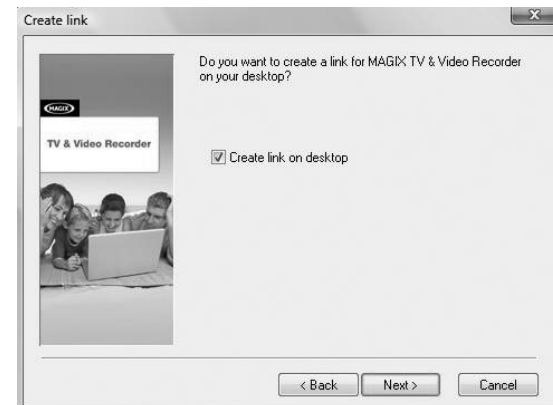 Create link
Do you want to create a link for MAGIX TV & Video Recorder
on your desktop?
MAGIX
TV & Video Recorder
Create link on desktop
< Back
Next >
Cancel